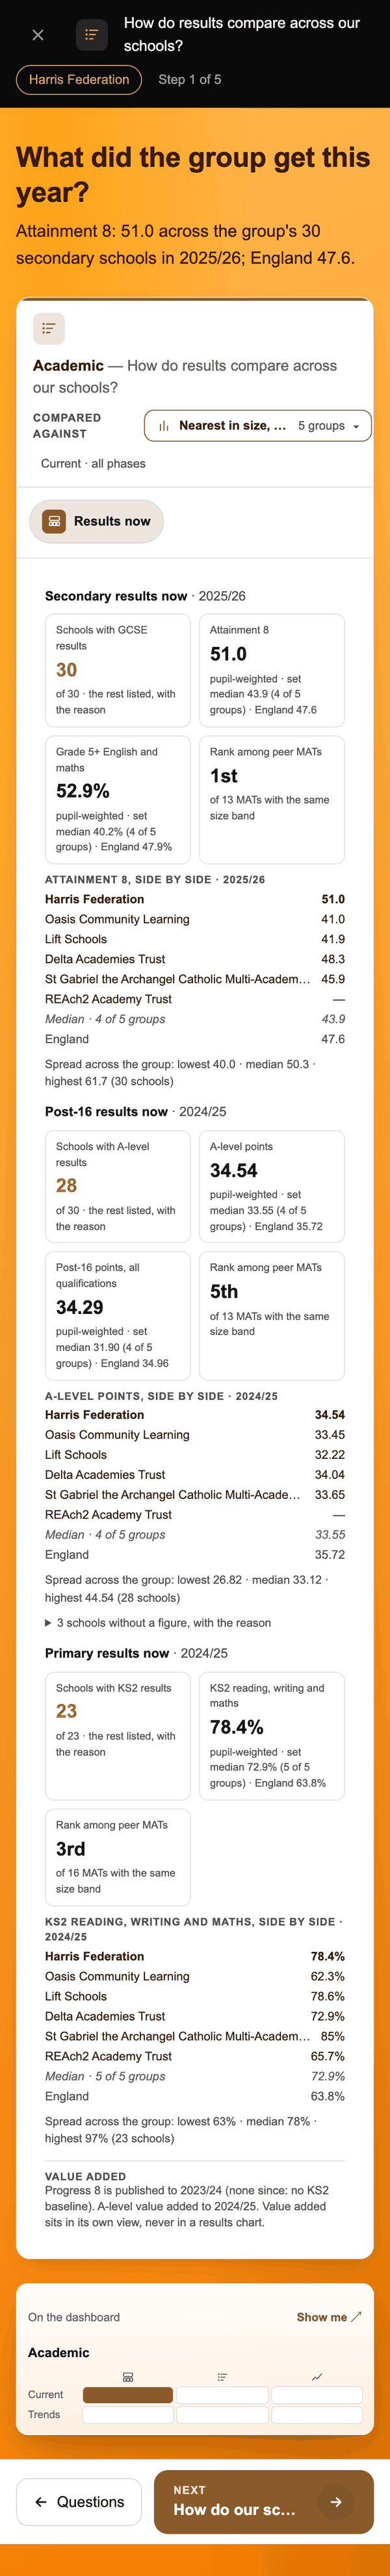 How do results compare across our
schools?
Harris Federation
Step 1 of 5
What did the group get this
year?
Attainment 8: 51.0 across the group's 30
secondary schools in 2025/26; England 47.6.
Academic — How do results compare across
our schools?
COMPARED
AGAINST
Nearest in size, ... 5 groups
Current · all phases
Results now
Secondary results now · 2025/26
Schools with GCSE
results
30
of 30 · the rest listed, with
the reason
Attainment 8
51.0
pupil-weighted · set
median 43.9 (4 of 5
groups) · England 47.6
Grade 5+ English and
maths
52.9%
pupil-weighted · set
median 40.2% (4 of 5
groups) · England 47.9%
Rank among peer MATs
1st
of 13 MATs with the same
size band
ATTAINMENT 8, SIDE BY SIDE · 2025/26
Harris Federation 51.0
Oasis Community Learning 41.0
Lift Schools 41.9
Delta Academies Trust 48.3
St Gabriel the Archangel Catholic Multi-Academ... 45.9
REAch2 Academy Trust —
Median · 4 of 5 groups 43.9
England 47.6
Spread across the group: lowest 40.0 · median 50.3 ·
highest 61.7 (30 schools)
Post-16 results now · 2024/25
Schools with A-level
results
28
of 30 · the rest listed, with
the reason
A-level points
34.54
pupil-weighted · set
median 33.55 (4 of 5
groups) · England 35.72
Post-16 points, all
qualifications
34.29
pupil-weighted · set
median 31.90 (4 of 5
groups) · England 34.96
Rank among peer MATs
5th
of 13 MATs with the same
size band
A-LEVEL POINTS, SIDE BY SIDE · 2024/25
Harris Federation 34.54
Oasis Community Learning 33.45
Lift Schools 32.22
Delta Academies Trust 34.04
St Gabriel the Archangel Catholic Multi-Acade... 33.65
REAch2 Academy Trust —
Median · 4 of 5 groups 33.55
England 35.72
Spread across the group: lowest 26.82 · median 33.12 ·
highest 44.54 (28 schools)
▶ 3 schools without a figure, with the reason
Primary results now · 2024/25
Schools with KS2 results
23
of 23 · the rest listed, with
the reason
KS2 reading, writing and
maths
78.4%
pupil-weighted · set
median 72.9% (5 of 5
groups) · England 63.8%
Rank among peer MATs
3rd
of 16 MATs with the same
size band
KS2 READING, WRITING AND MATHS, SIDE BY SIDE ·
2024/25
Harris Federation 78.4%
Oasis Community Learning 62.3%
Lift Schools 78.6%
Delta Academies Trust 72.9%
St Gabriel the Archangel Catholic Multi-Academ... 85%
REAch2 Academy Trust 65.7%
Median · 5 of 5 groups 72.9%
England 63.8%
Spread across the group: lowest 63% · median 78% ·
highest 97% (23 schools)
VALUE ADDED
Progress 8 is published to 2023/24 (none since: no KS2
baseline). A-level value added to 2024/25. Value added
sits in its own view, never in a results chart.
On the dashboard
Show me ↗
Academic
Current
Trends
← Questions
NEXT
How do our sc... →